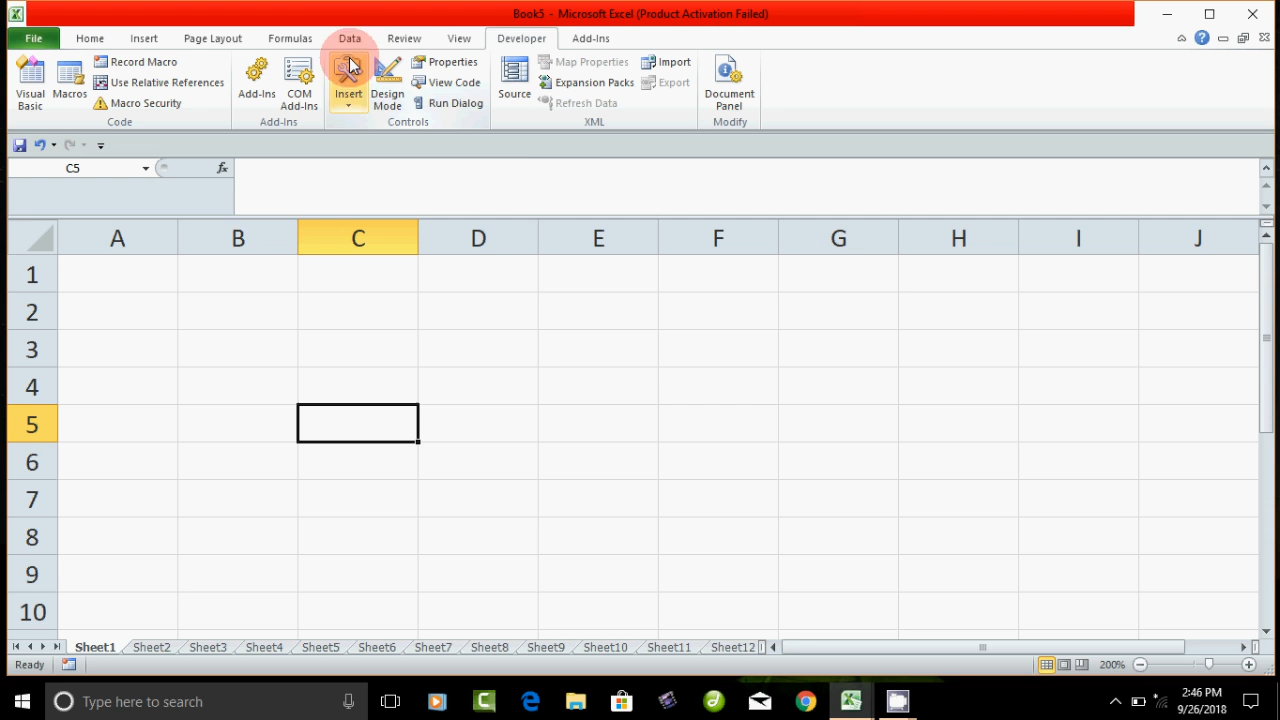 Book5 - Microsoft Excel (Product Activation Failed)
File Home Insert Page Layout Formulas Data Review View Developer Add-Ins
Visual Basic
Macros
Record Macro
Use Relative References
Macro Security
Code
Add-Ins
COM Add-Ins
Add-Ins
Insert
Design Mode
Properties
View Code
Run Dialog
Controls
Source
Map Properties
Expansion Packs
Refresh Data
Import
Export
XML
Document Panel
Modify
C5 fx
A B C D E F G H I J
1
2
3
4
5
6
7
8
9
10
Sheet1 Sheet2 Sheet3 Sheet4 Sheet5 Sheet6 Sheet7 Sheet8 Sheet9 Sheet10 Sheet11 Sheet12
Ready 200%
Type here to search
2:46 PM
9/26/2018